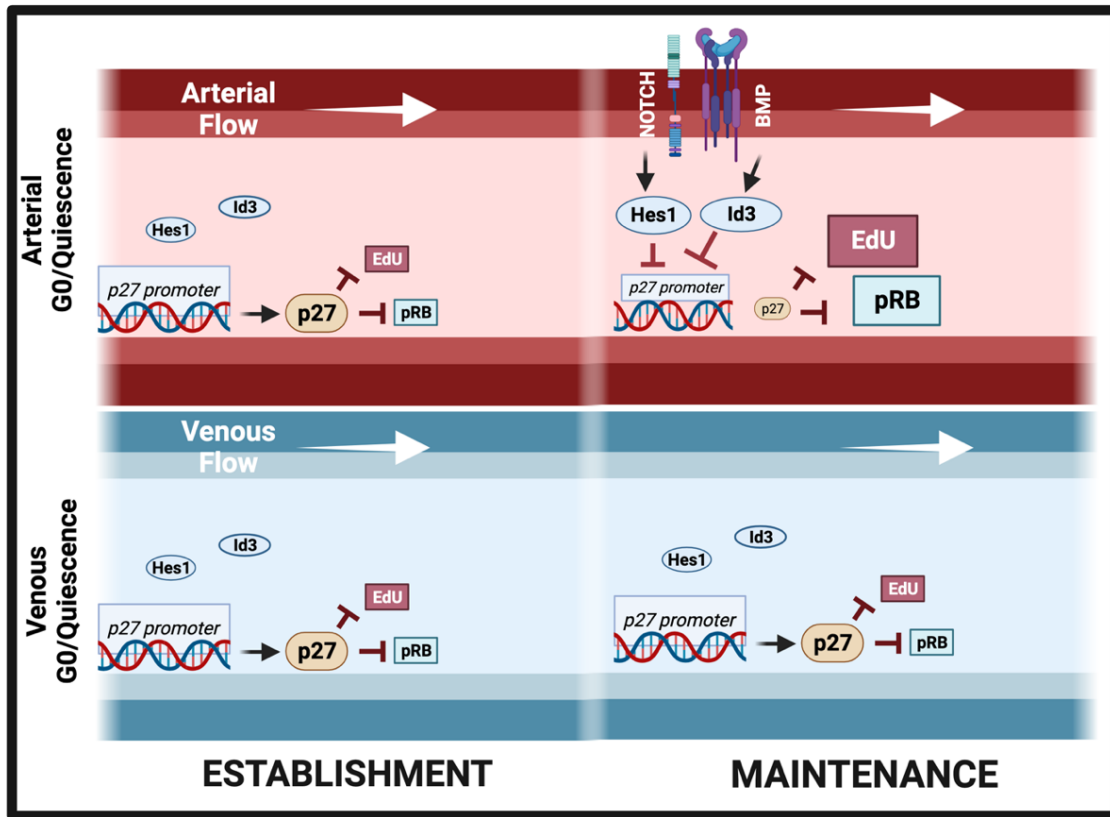 Arterial
G0/Quiescence
Arterial
Flow
Hes1
Id3
p27 promoter
p27
EdU
pRB
NOTCH
BMP
Hes1
Id3
p27 promoter
p27
EdU
pRB
Venous
G0/Quiescence
Venous
Flow
Hes1
Id3
p27 promoter
p27
EdU
pRB
Hes1
Id3
p27 promoter
p27
EdU
pRB
ESTABLISHMENT
MAINTENANCE